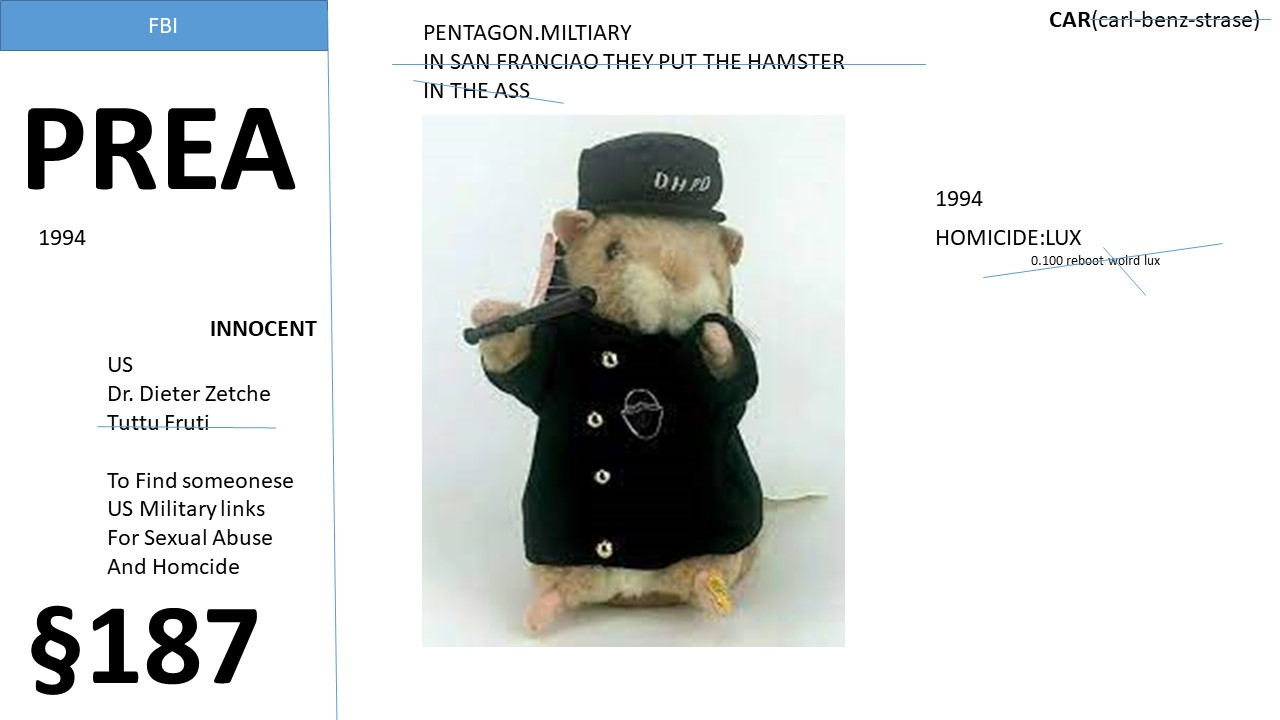 FBI
PREA
1994
INNOCENT
US
Dr. Dieter Zetche
Tuttu Fruti
To Find someonese
US Military links
For Sexual Abuse
And Homcide
§187
PENTAGON.MILTIARY
IN SAN FRANCIAO THEY PUT THE HAMSTER
IN THE ASS
DHPD
CAR(carl-benz-strase)
1994
HOMICIDE:LUX
0.100 reboot wolrd lux